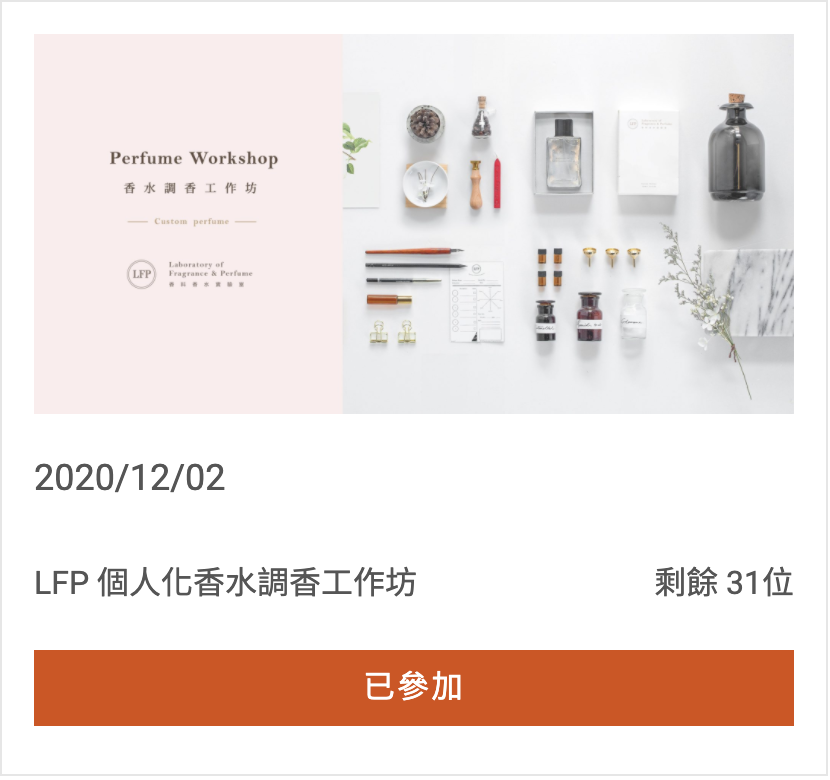 Perfume Workshop
香水調香工作坊
Custom perfume
LFP
Laboratory of
Fragrance & Perfume
香科香水實驗室
2020/12/02
LFP 個人化香水調香工作坊
剩餘 31位
已參加